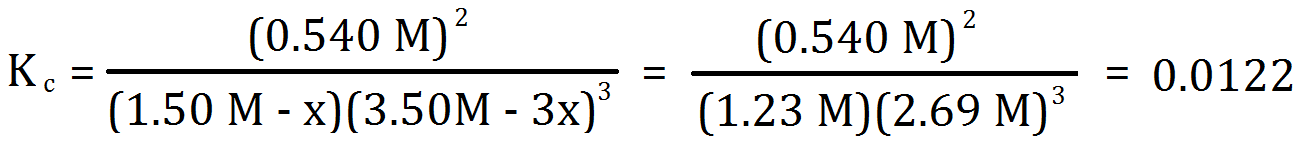 K c = (0.540 M)² / (1.50 M - x)(3.50M - 3x)³ = (0.540 M)² / (1.23 M)(2.69 M)³ = 0.0122